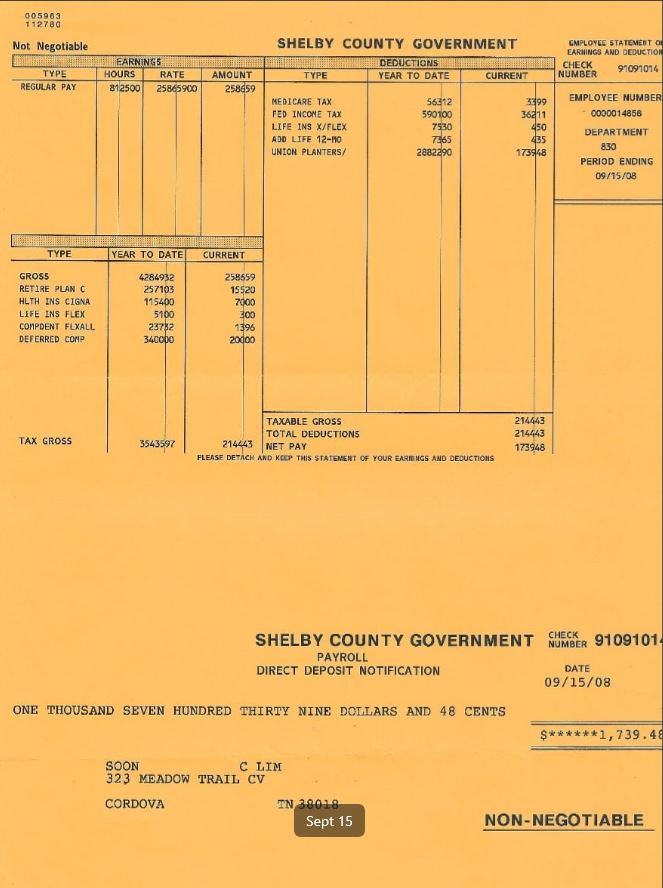 005963
112780
Not Negotiable
SHELBY COUNTY GOVERNMENT
EMPLOYEE STATEMENT O
EARNINGS AND DEDUCTION
EARNINGS
TYPE HOURS RATE AMOUNT
REGULAR PAY 812500 25865900 258659
DEDUCTIONS
TYPE YEAR TO DATE CURRENT
MEDICARE TAX 56312 3399
FED INCOME TAX 590100 36211
LIFE INS X/FLEX 7530 450
ADD LIFE 12-MO 7365 435
UNION PLANTERS/ 2882290 173948
CHECK NUMBER 91091014
EMPLOYEE NUMBER
0000014856
DEPARTMENT
830
PERIOD ENDING
09/15/08
TYPE YEAR TO DATE CURRENT
GROSS 4284932 258659
RETIRE PLAN C 257103 15520
HLTH INS CIGNA 115400 7000
LIFE INS FLEX 5100 300
COMPDENT FLXALL 23732 1396
DEFERRED COMP 340000 20000
TAX GROSS 3543597 214443
TAXABLE GROSS 214443
TOTAL DEDUCTIONS 214443
NET PAY 173948
PLEASE DETACH AND KEEP THIS STATEMENT OF YOUR EARNINGS AND DEDUCTIONS
SHELBY COUNTY GOVERNMENT
PAYROLL
DIRECT DEPOSIT NOTIFICATION
CHECK NUMBER 91091014
DATE
09/15/08
ONE THOUSAND SEVEN HUNDRED THIRTY NINE DOLLARS AND 48 CENTS
$******1,739.48
SOON C LIM
323 MEADOW TRAIL CV
CORDOVA TN 38018
Sept 15
NON-NEGOTIABLE